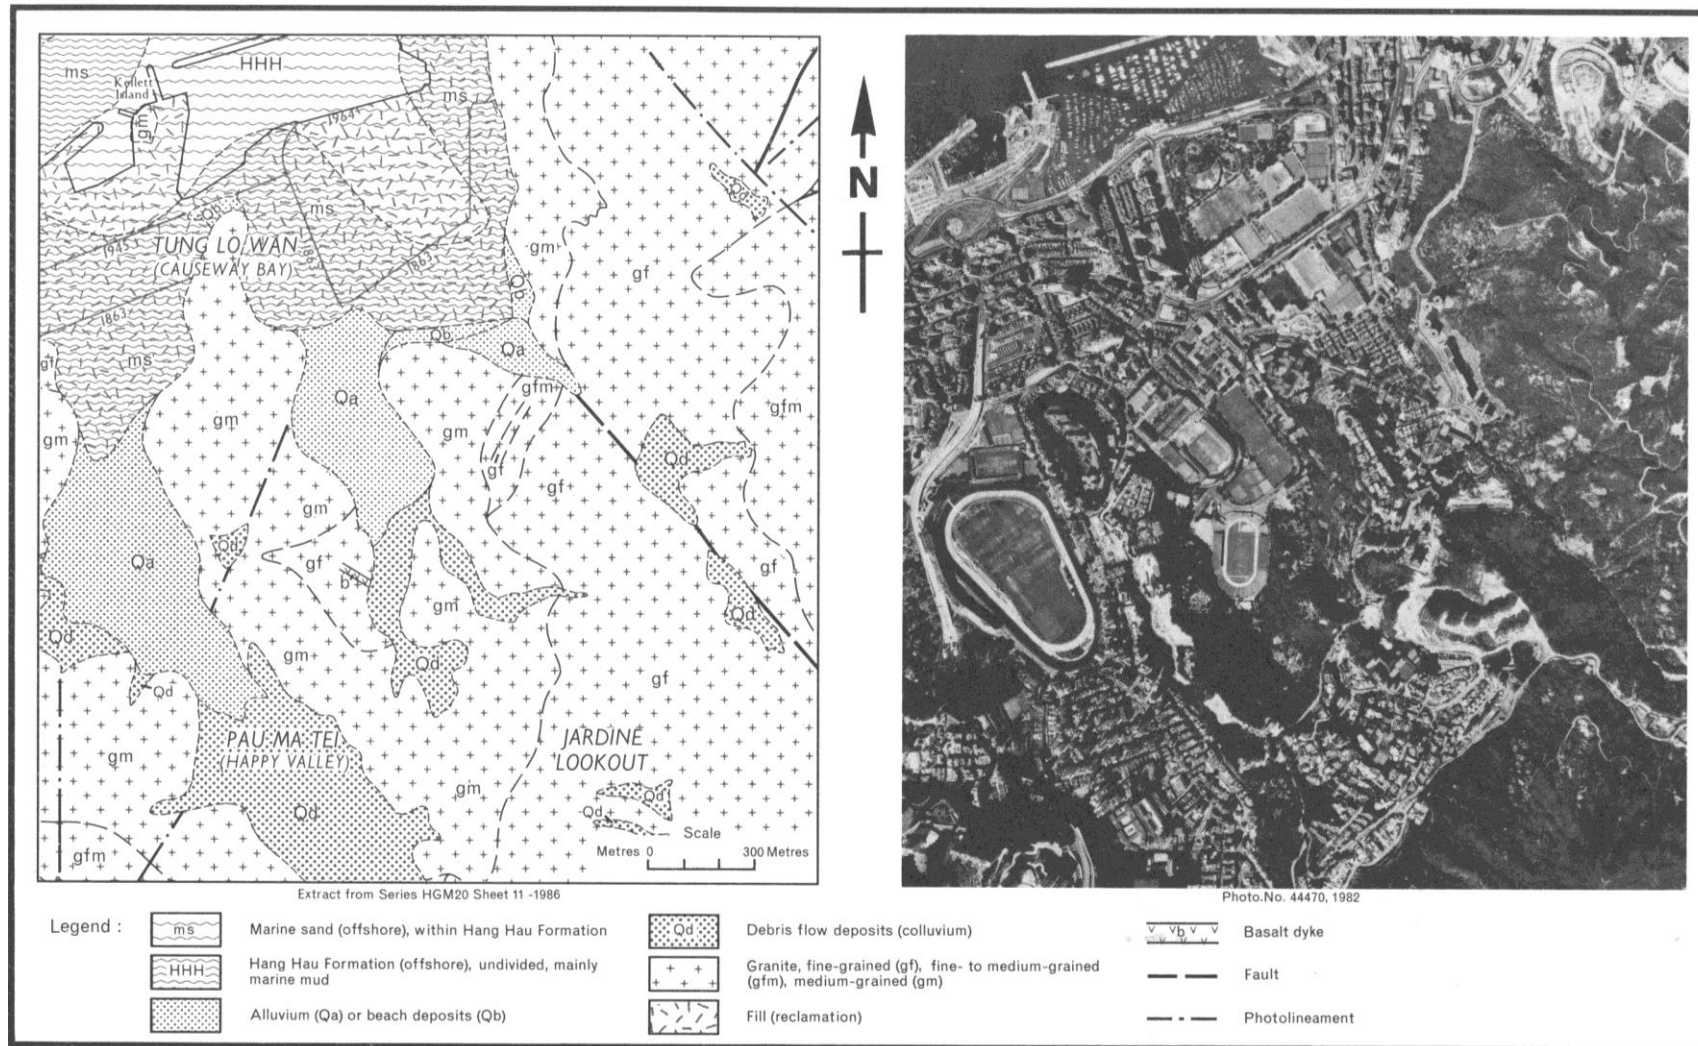 ms
HHH
ms
Kellett
Island
gm
1964
Qd
Qb
ms
gm
TUNG LO WAN
(CAUSEWAY BAY)
1945
1863
1863
gf
Qb
1863
ms
Qb
Qa
gf
gfm
Qa
gm
gm
gfm
gm
gf
gf
Qd
gm
Qa
Qd
gf
b
gf
gm
Qd
Qd
gm
Qd
Qd
gf
PAU MA TEI
(HAPPY VALLEY)
JARDINE
LOOKOUT
gm
gm
Qd
Qd
Qd
gfm
Scale
Metres 0 300 Metres
N
Extract from Series HGM20 Sheet 11 -1986
Photo.No. 44470, 1982
Legend :
ms
Marine sand (offshore), within Hang Hau Formation
HHH
Hang Hau Formation (offshore), undivided, mainly
marine mud
Alluvium (Qa) or beach deposits (Qb)
Qd
Debris flow deposits (colluvium)
Granite, fine-grained (gf), fine- to medium-grained
(gfm), medium-grained (gm)
Fill (reclamation)
b
Basalt dyke
Fault
Photolineament